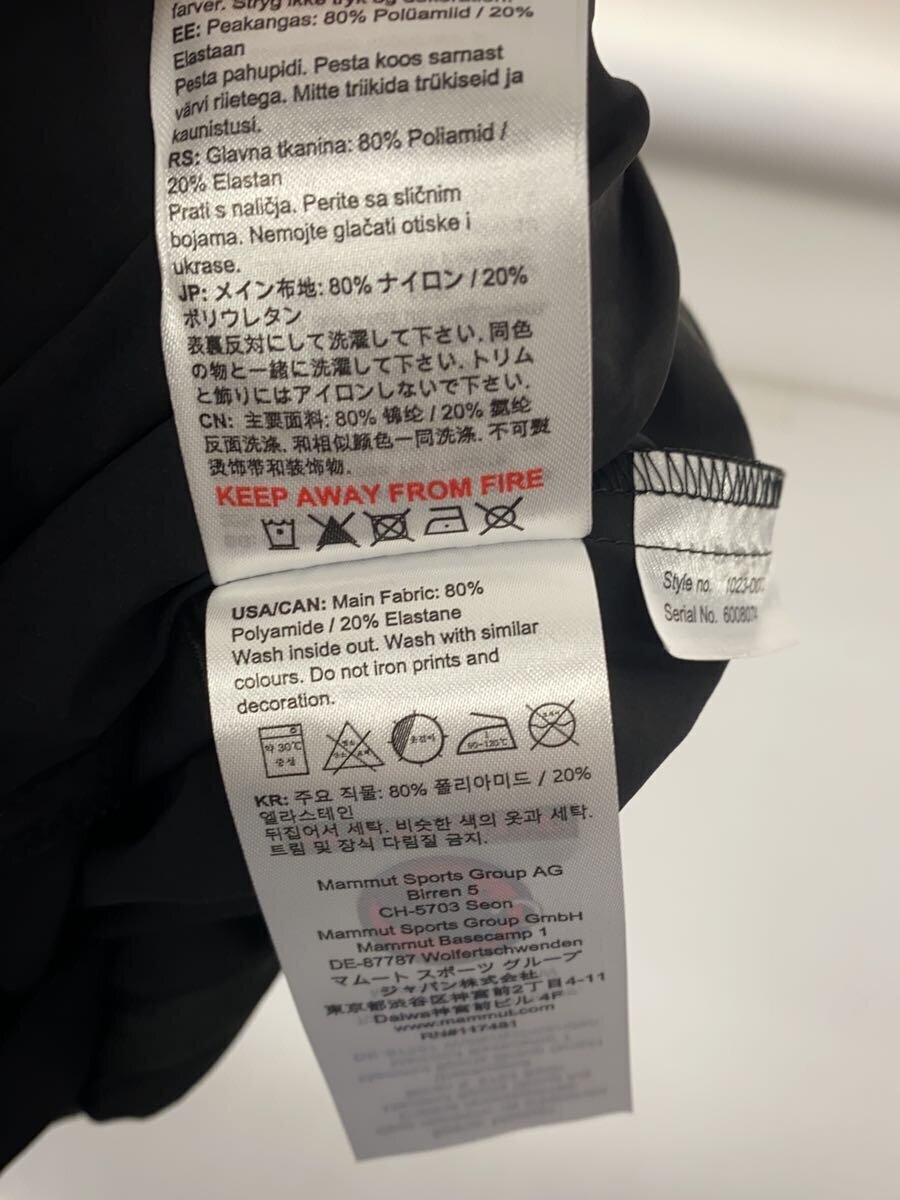 farver. Stryg ikke tryk og
EE: Peakangas: 80% Polüamiid / 20%
Elastaan
Pesta pahupidi. Pesta koos sarnast
värvi riietega. Mitte triikida trükiseid ja
kaunistusi.
RS: Glavna tkanina: 80% Poliamid /
20% Elastan
Prati s naličja. Perite sa sličnim
bojama. Nemojte glačati otiske i
ukrase.
JP: メイン布地: 80% ナイロン / 20%
ポリウレタン
表裏反対にして洗濯して下さい. 同色
の物と一緒に洗濯して下さい. トリム
と飾りにはアイロンしないで下さい.
CN: 主要面料: 80% 锦纶 / 20% 氨纶
反面洗涤. 和相似颜色一同洗涤. 不可熨
烫饰带和装饰物.
KEEP AWAY FROM FIRE
Style no. 1023-00
Serial No. 6008074
USA/CAN: Main Fabric: 80%
Polyamide / 20% Elastane
Wash inside out. Wash with similar
colours. Do not iron prints and
decoration.
약 30℃
중성
옷걸이
90~120℃
KR: 주요 직물: 80% 폴리아미드 / 20%
엘라스테인
뒤집어서 세탁. 비슷한 색의 옷과 세탁.
트림 및 장식 다림질 금지.
Mammut Sports Group AG
Birren 5
CH-5703 Seon
Mammut Sports Group GmbH
Mammut Basecamp 1
DE-87787 Wolfertschwenden
マムート スポーツ グループ
ジャパン株式会社
東京都渋谷区神宮前2丁目4-11
Daiwa神宮前ビル 4F
www.mammut.com
RN#117481